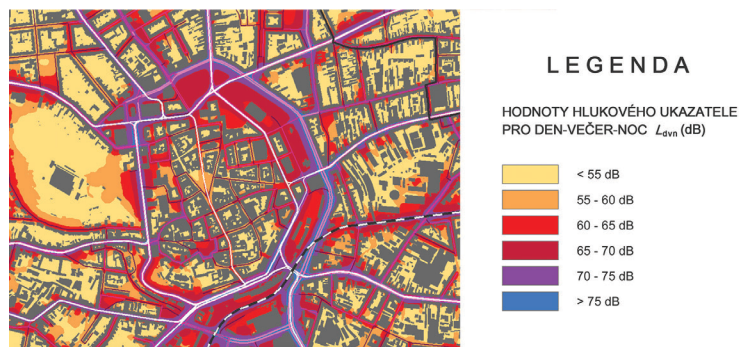 LEGENDA
HODNOTY HLUKOVÉHO UKAZATELE
PRO DEN-VEČER-NOC Ldvn (dB)
< 55 dB
55 - 60 dB
60 - 65 dB
65 - 70 dB
70 - 75 dB
> 75 dB